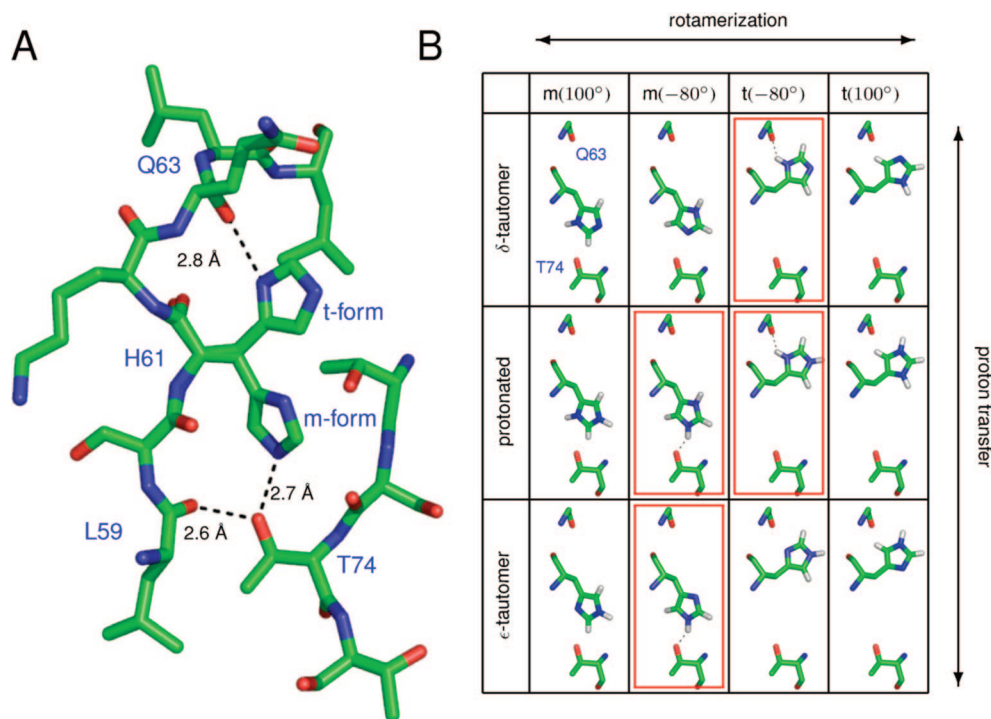 A
Q63
2.8 Å
t-form
H61
m-form
2.7 Å
2.6 Å
L59
T74
B
rotamerization
m(100°) m(−80°) t(−80°) t(100°)
δ-tautomer
Q63
T74
protonated
ϵ-tautomer
proton transfer